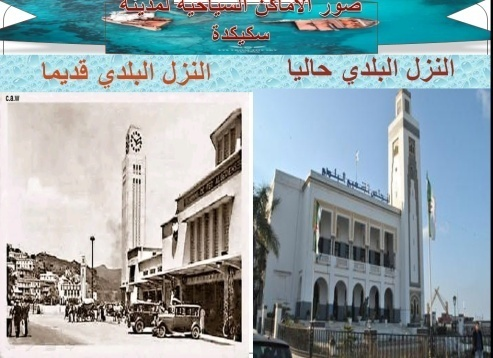 صور الأماكن السياحية لمدينة
سكيكدة
النزل البلدي حاليا
النزل البلدي قديما
C.B.W